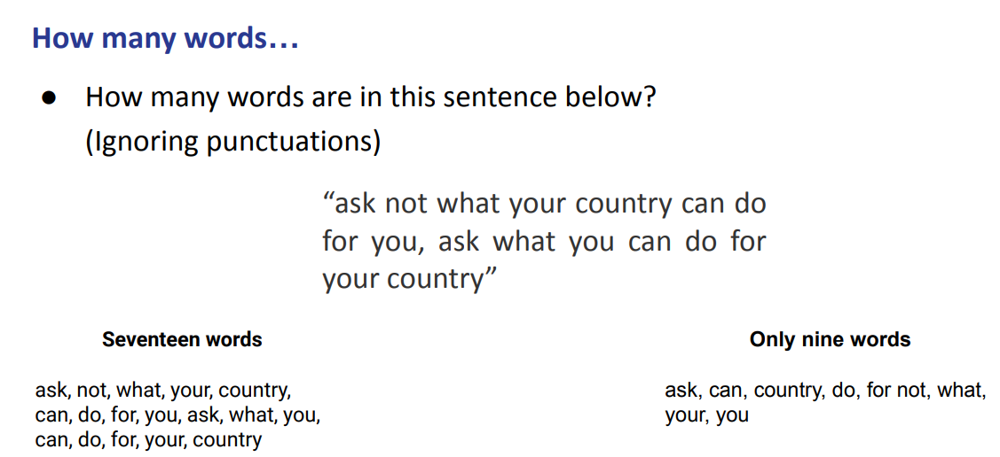 How many words…
● How many words are in this sentence below?
(Ignoring punctuations)
“ask not what your country can do
for you, ask what you can do for
your country”
Seventeen words
ask, not, what, your, country,
can, do, for, you, ask, what, you,
can, do, for, your, country
Only nine words
ask, can, country, do, for not, what,
your, you